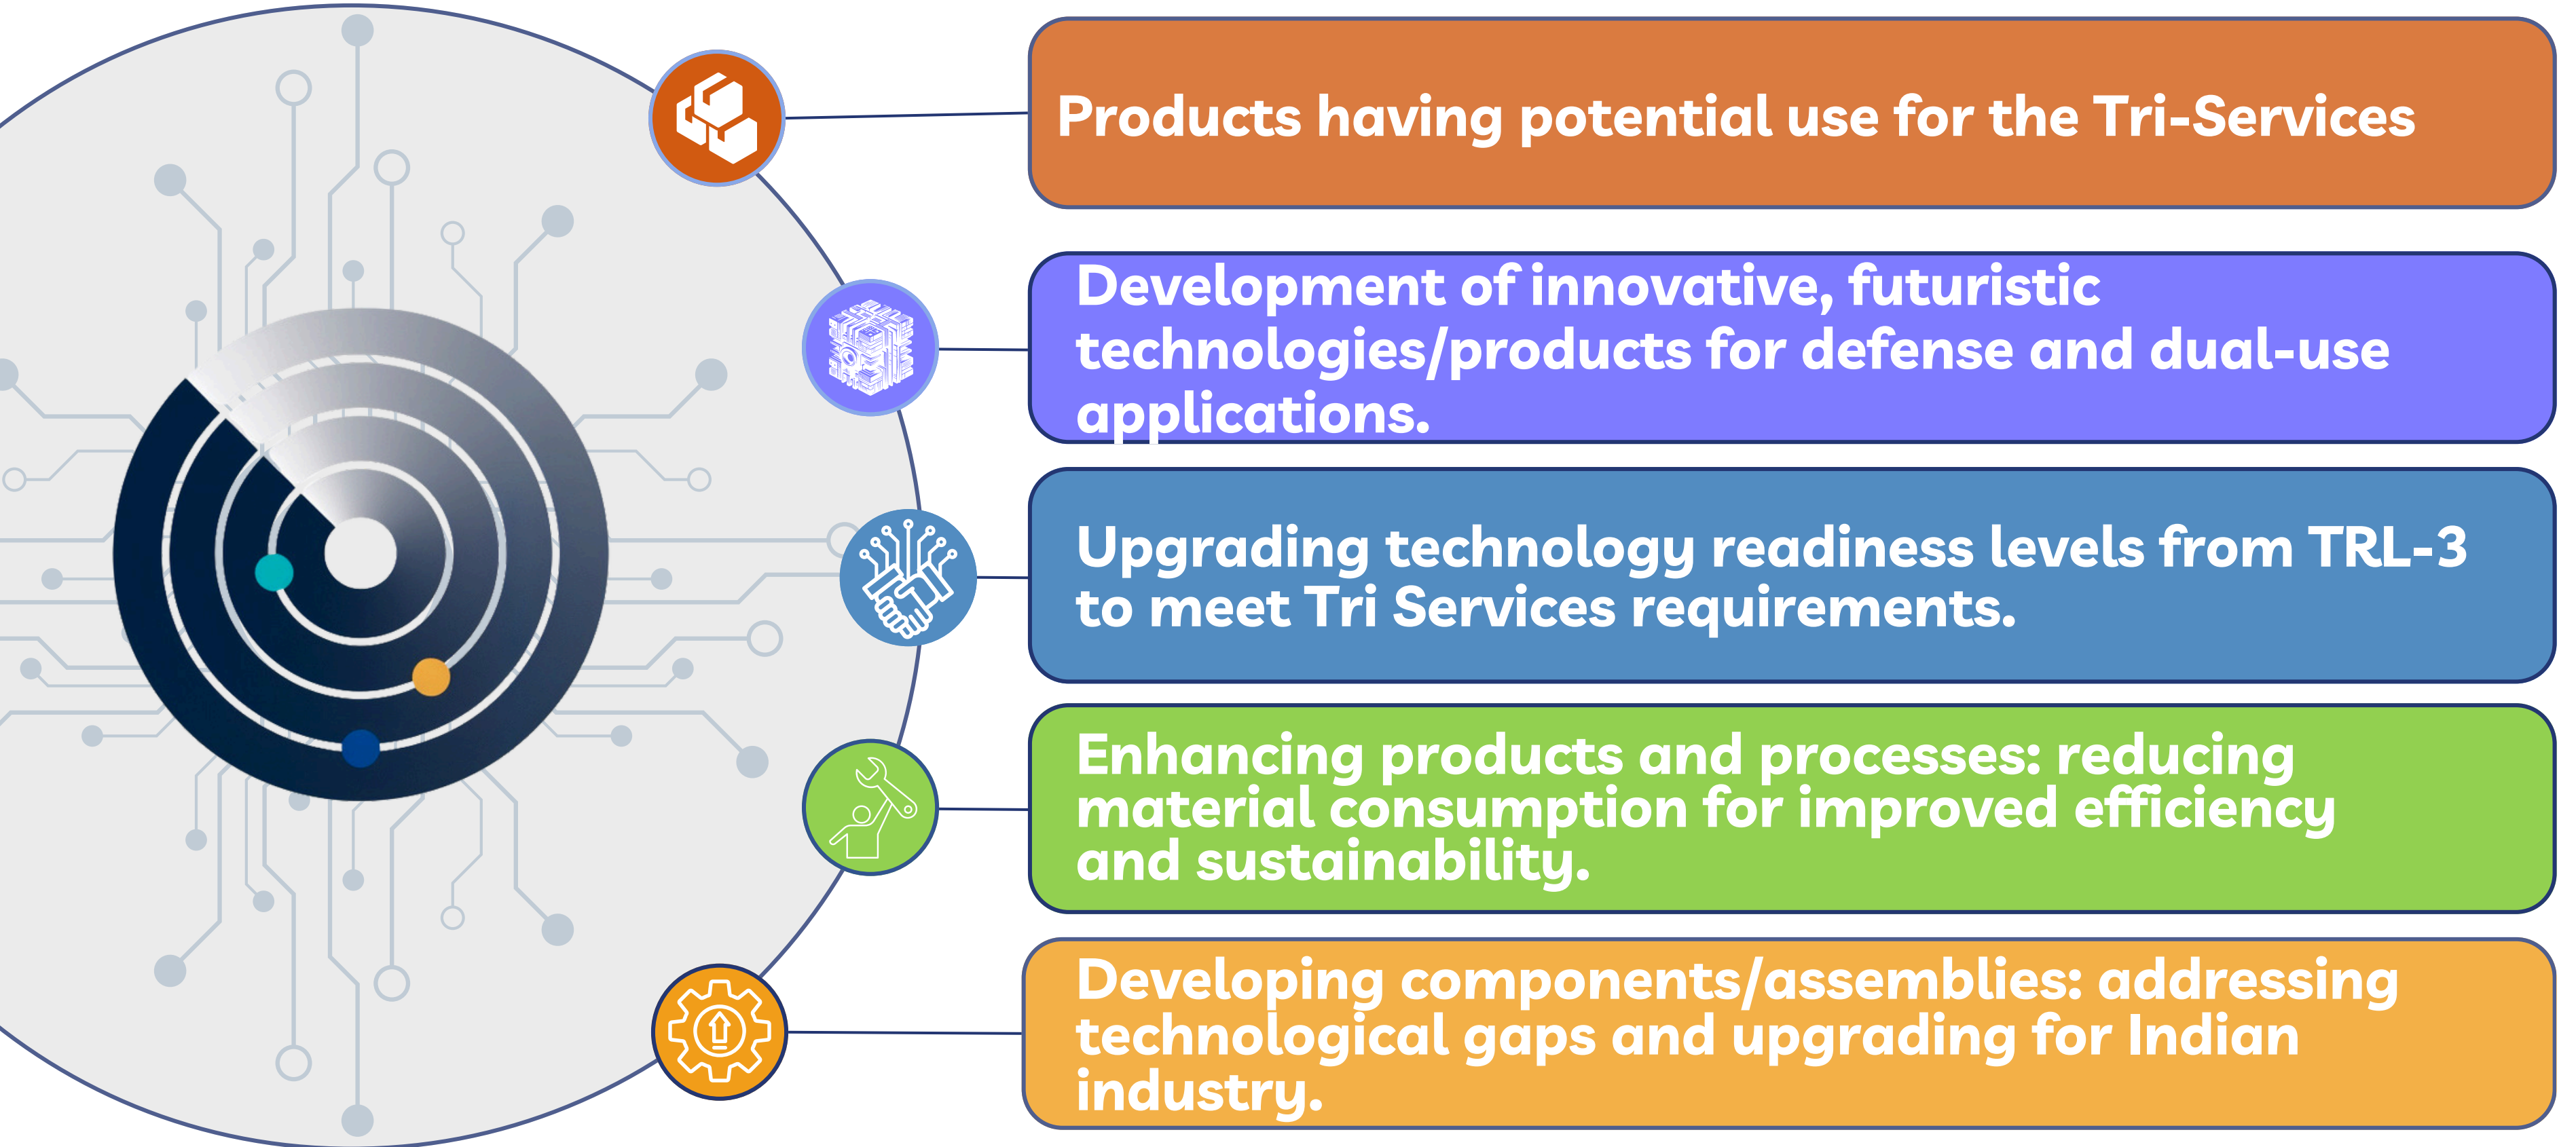 Products having potential use for the Tri-Services
Development of innovative, futuristic
technologies/products for defense and dual-use
applications.
Upgrading technology readiness levels from TRL-3
to meet Tri Services requirements.
Enhancing products and processes: reducing
material consumption for improved efficiency
and sustainability.
Developing components/assemblies: addressing
technological gaps and upgrading for Indian
industry.